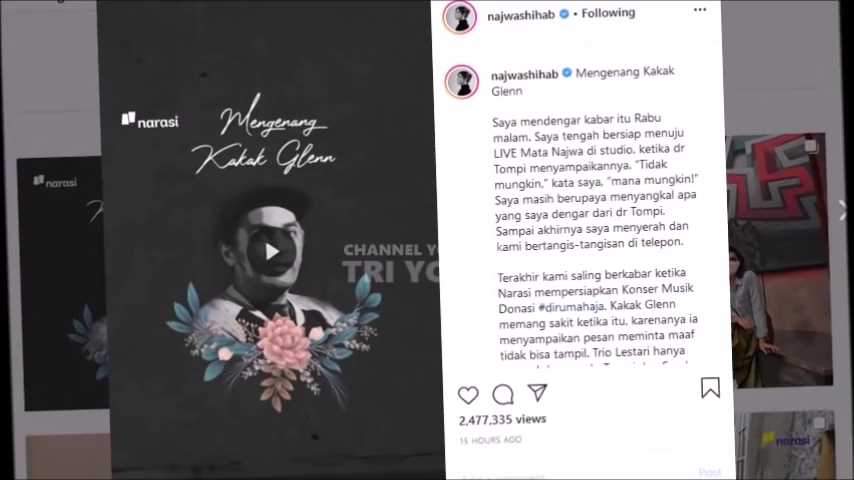 najwashihab • Following
najwashihab Mengenang Kakak
Glenn
Saya mendengar kabar itu Rabu
malam. Saya tengah bersiap menuju
LIVE Mata Najwa di studio, ketika dr
Tompi menyampaikannya. "Tidak
mungkin," kata saya, "mana mungkin!"
Saya masih berupaya menyangkal apa
yang saya dengar dari dr Tompi.
Sampai akhirnya saya menyerah dan
kami bertangis-tangisan di telepon.
Terakhir kami saling berkabar ketika
Narasi mempersiapkan Konser Musik
Donasi #dirumahaja. Kakak Glenn
memang sakit ketika itu, karenanya ia
menyampaikan pesan meminta maaf
tidak bisa tampil. Trio Lestari hanya
2,477,335 views
15 HOURS AGO
Post
narasi
Mengenang
Kakak Glenn
CHANNEL YO
TRI YO
narasi
narasi